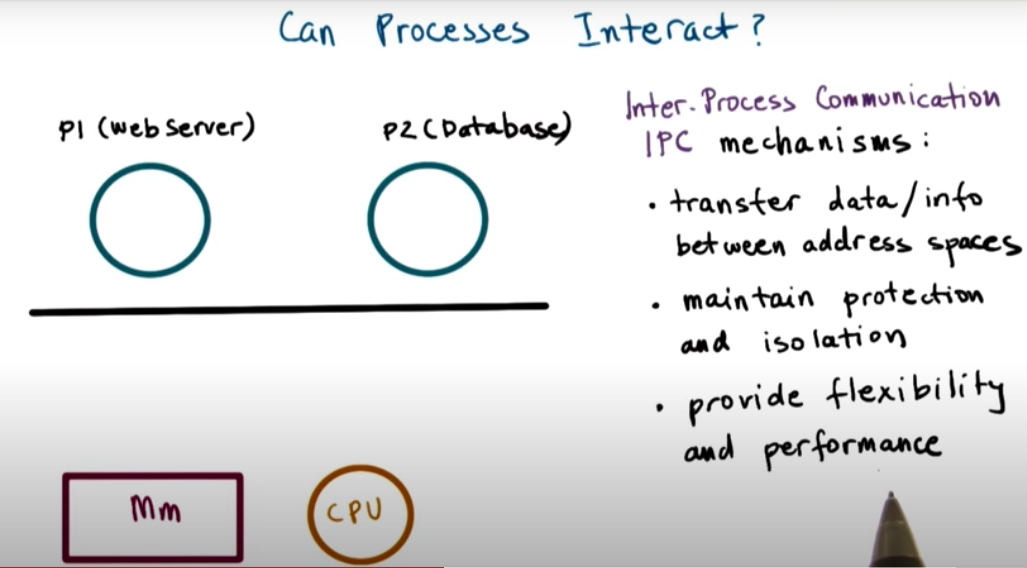 Can Processes Interact?
P1 (web server)
P2 (Database)
Inter-Process Communication
IPC mechanisms:
• transfer data/info
between address spaces
• maintain protection
and isolation
• provide flexibility
and performance
Mm
CPU